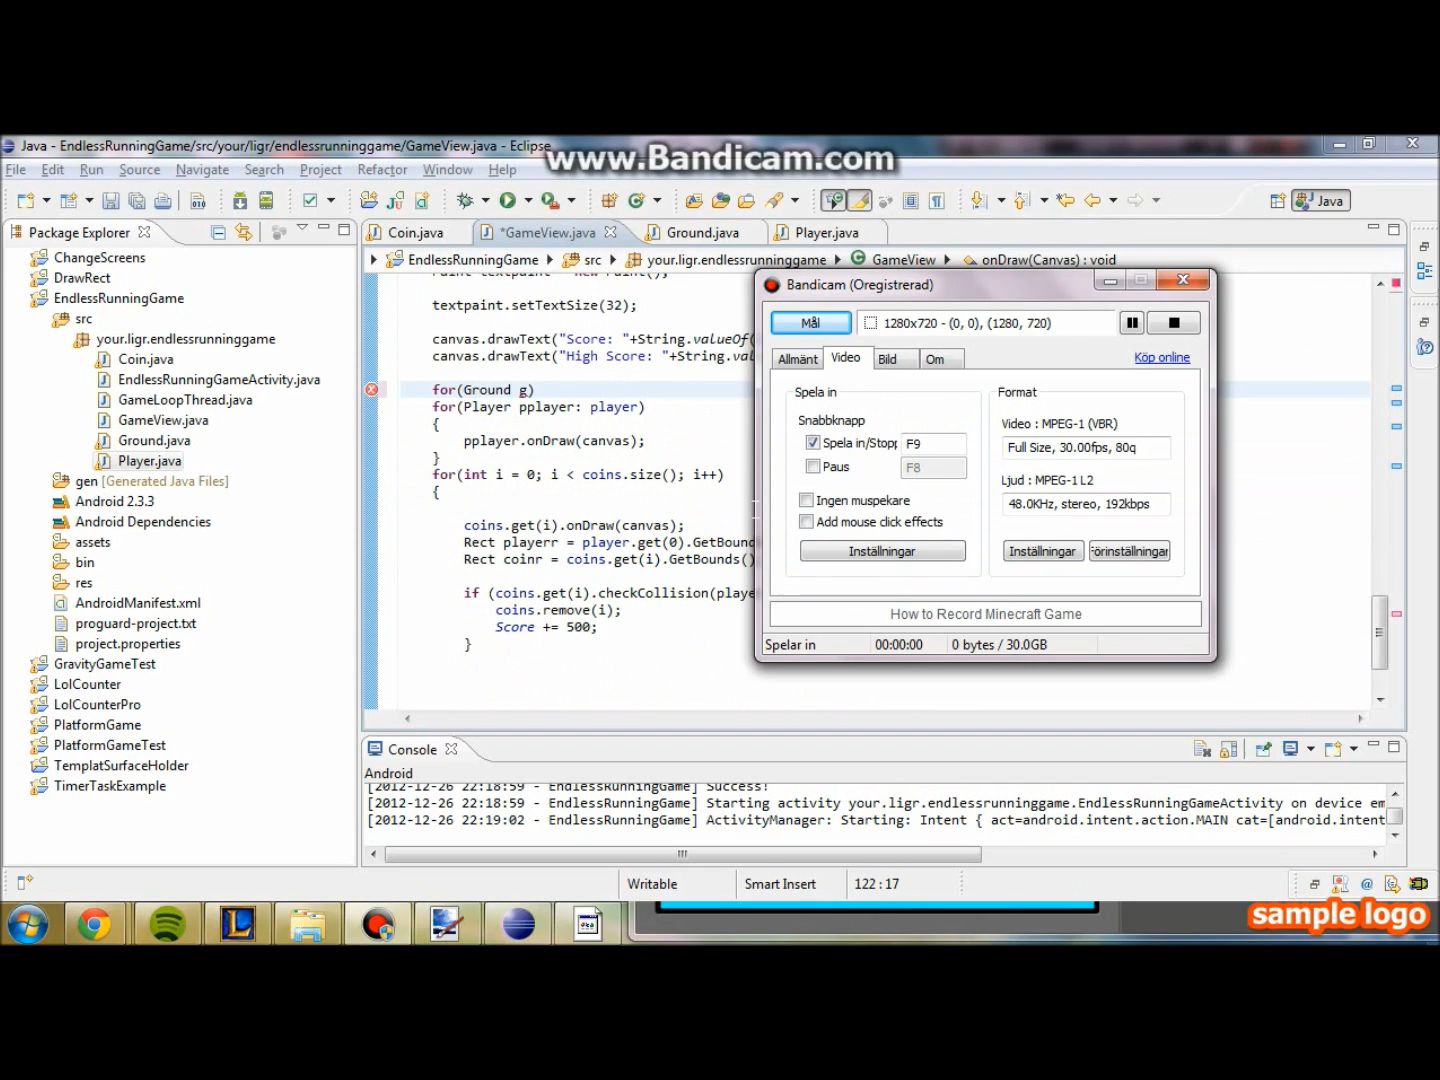 Java - EndlessRunningGame/src/your/ligr/endlessrunninggame/GameView.java - Eclipse
www.Bandicam.com
File Edit Run Source Navigate Search Project Refactor Window Help
Java
Package Explorer
Coin.java *GameView.java Ground.java Player.java
EndlessRunningGame src your.ligr.endlessrunninggame GameView onDraw(Canvas) : void
ChangeScreens
DrawRect
EndlessRunningGame
src
your.ligr.endlessrunninggame
Coin.java
EndlessRunningGameActivity.java
GameLoopThread.java
GameView.java
Ground.java
Player.java
gen [Generated Java Files]
Android 2.3.3
Android Dependencies
assets
bin
res
AndroidManifest.xml
proguard-project.txt
project.properties
GravityGameTest
LolCounter
LolCounterPro
PlatformGame
PlatformGameTest
TemplatSurfaceHolder
TimerTaskExample
textpaint.setTextSize(32);
canvas.drawText("Score: "+String.valueOf(
canvas.drawText("High Score: "+String.val
for(Ground g)
for(Player pplayer: player)
{
pplayer.onDraw(canvas);
}
for(int i = 0; i < coins.size(); i++)
{
coins.get(i).onDraw(canvas);
Rect playerr = player.get(0).GetBound
Rect coinr = coins.get(i).GetBounds()
if (coins.get(i).checkCollision(playe
coins.remove(i);
Score += 500;
}
Bandicam (Oregistrerad)
Mål 1280x720 - (0, 0), (1280, 720)
Allmänt Video Bild Om Köp online
Spela in
Snabbknapp
Spela in/Stopp F9
Paus F8
Ingen muspekare
Add mouse click effects
Inställningar
Format
Video : MPEG-1 (VBR)
Full Size, 30.00fps, 80q
Ljud : MPEG-1 L2
48.0KHz, stereo, 192kbps
Inställningar Förinställningar
How to Record Minecraft Game
Spelar in 00:00:00 0 bytes / 30.0GB
Console
Android
[2012-12-26 22:18:59 - EndlessRunningGame] Success!
[2012-12-26 22:18:59 - EndlessRunningGame] Starting activity your.ligr.endlessrunninggame.EndlessRunningGameActivity on device em
[2012-12-26 22:19:02 - EndlessRunningGame] ActivityManager: Starting: Intent { act=android.intent.action.MAIN cat=[android.intent
Writable Smart Insert 122 : 17
sample logo